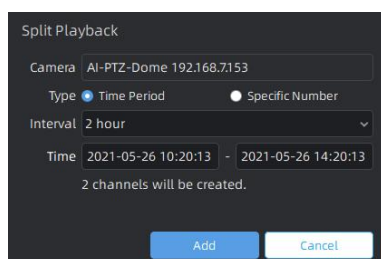 Split Playback
Camera AI-PTZ-Dome 192.168.7.153
Type Time Period Specific Number
Interval 2 hour
Time 2021-05-26 10:20:13 - 2021-05-26 14:20:13
2 channels will be created.
Add Cancel